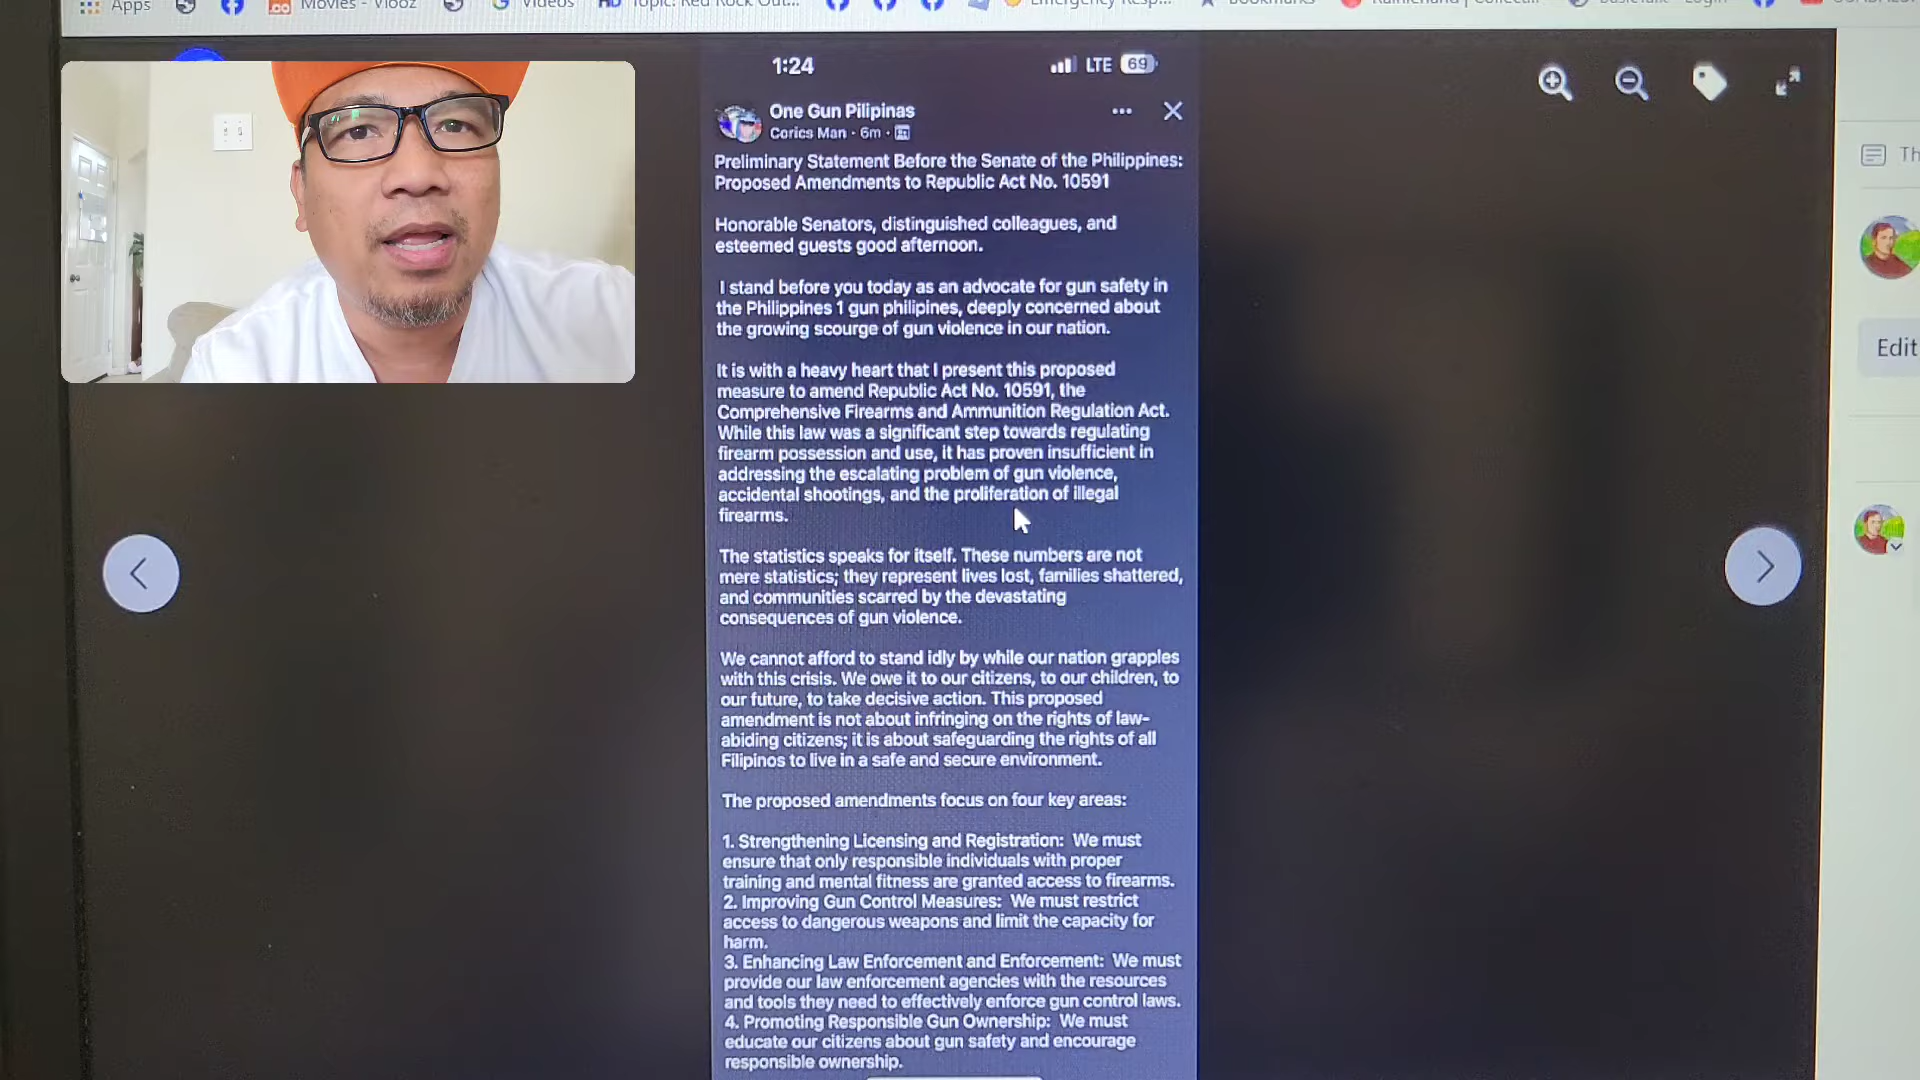 Apps
Movies - Vlooz
Videos
Topic: Red Rock Out...
Emergency Resp...
Bookmarks
1:24
LTE 69
One Gun Pilipinas
Corics Man · 6m ·
Preliminary Statement Before the Senate of the Philippines:
Proposed Amendments to Republic Act No. 10591
Honorable Senators, distinguished colleagues, and
esteemed guests good afternoon.
I stand before you today as an advocate for gun safety in
the Philippines 1 gun philipines, deeply concerned about
the growing scourge of gun violence in our nation.
It is with a heavy heart that I present this proposed
measure to amend Republic Act No. 10591, the
Comprehensive Firearms and Ammunition Regulation Act.
While this law was a significant step towards regulating
firearm possession and use, it has proven insufficient in
addressing the escalating problem of gun violence,
accidental shootings, and the proliferation of illegal
firearms.
The statistics speaks for itself. These numbers are not
mere statistics; they represent lives lost, families shattered,
and communities scarred by the devastating
consequences of gun violence.
We cannot afford to stand idly by while our nation grapples
with this crisis. We owe it to our citizens, to our children, to
our future, to take decisive action. This proposed
amendment is not about infringing on the rights of law-
abiding citizens; it is about safeguarding the rights of all
Filipinos to live in a safe and secure environment.
The proposed amendments focus on four key areas:
1. Strengthening Licensing and Registration: We must
ensure that only responsible individuals with proper
training and mental fitness are granted access to firearms.
2. Improving Gun Control Measures: We must restrict
access to dangerous weapons and limit the capacity for
harm.
3. Enhancing Law Enforcement and Enforcement: We must
provide our law enforcement agencies with the resources
and tools they need to effectively enforce gun control laws.
4. Promoting Responsible Gun Ownership: We must
educate our citizens about gun safety and encourage
responsible ownership.
Th
Edit